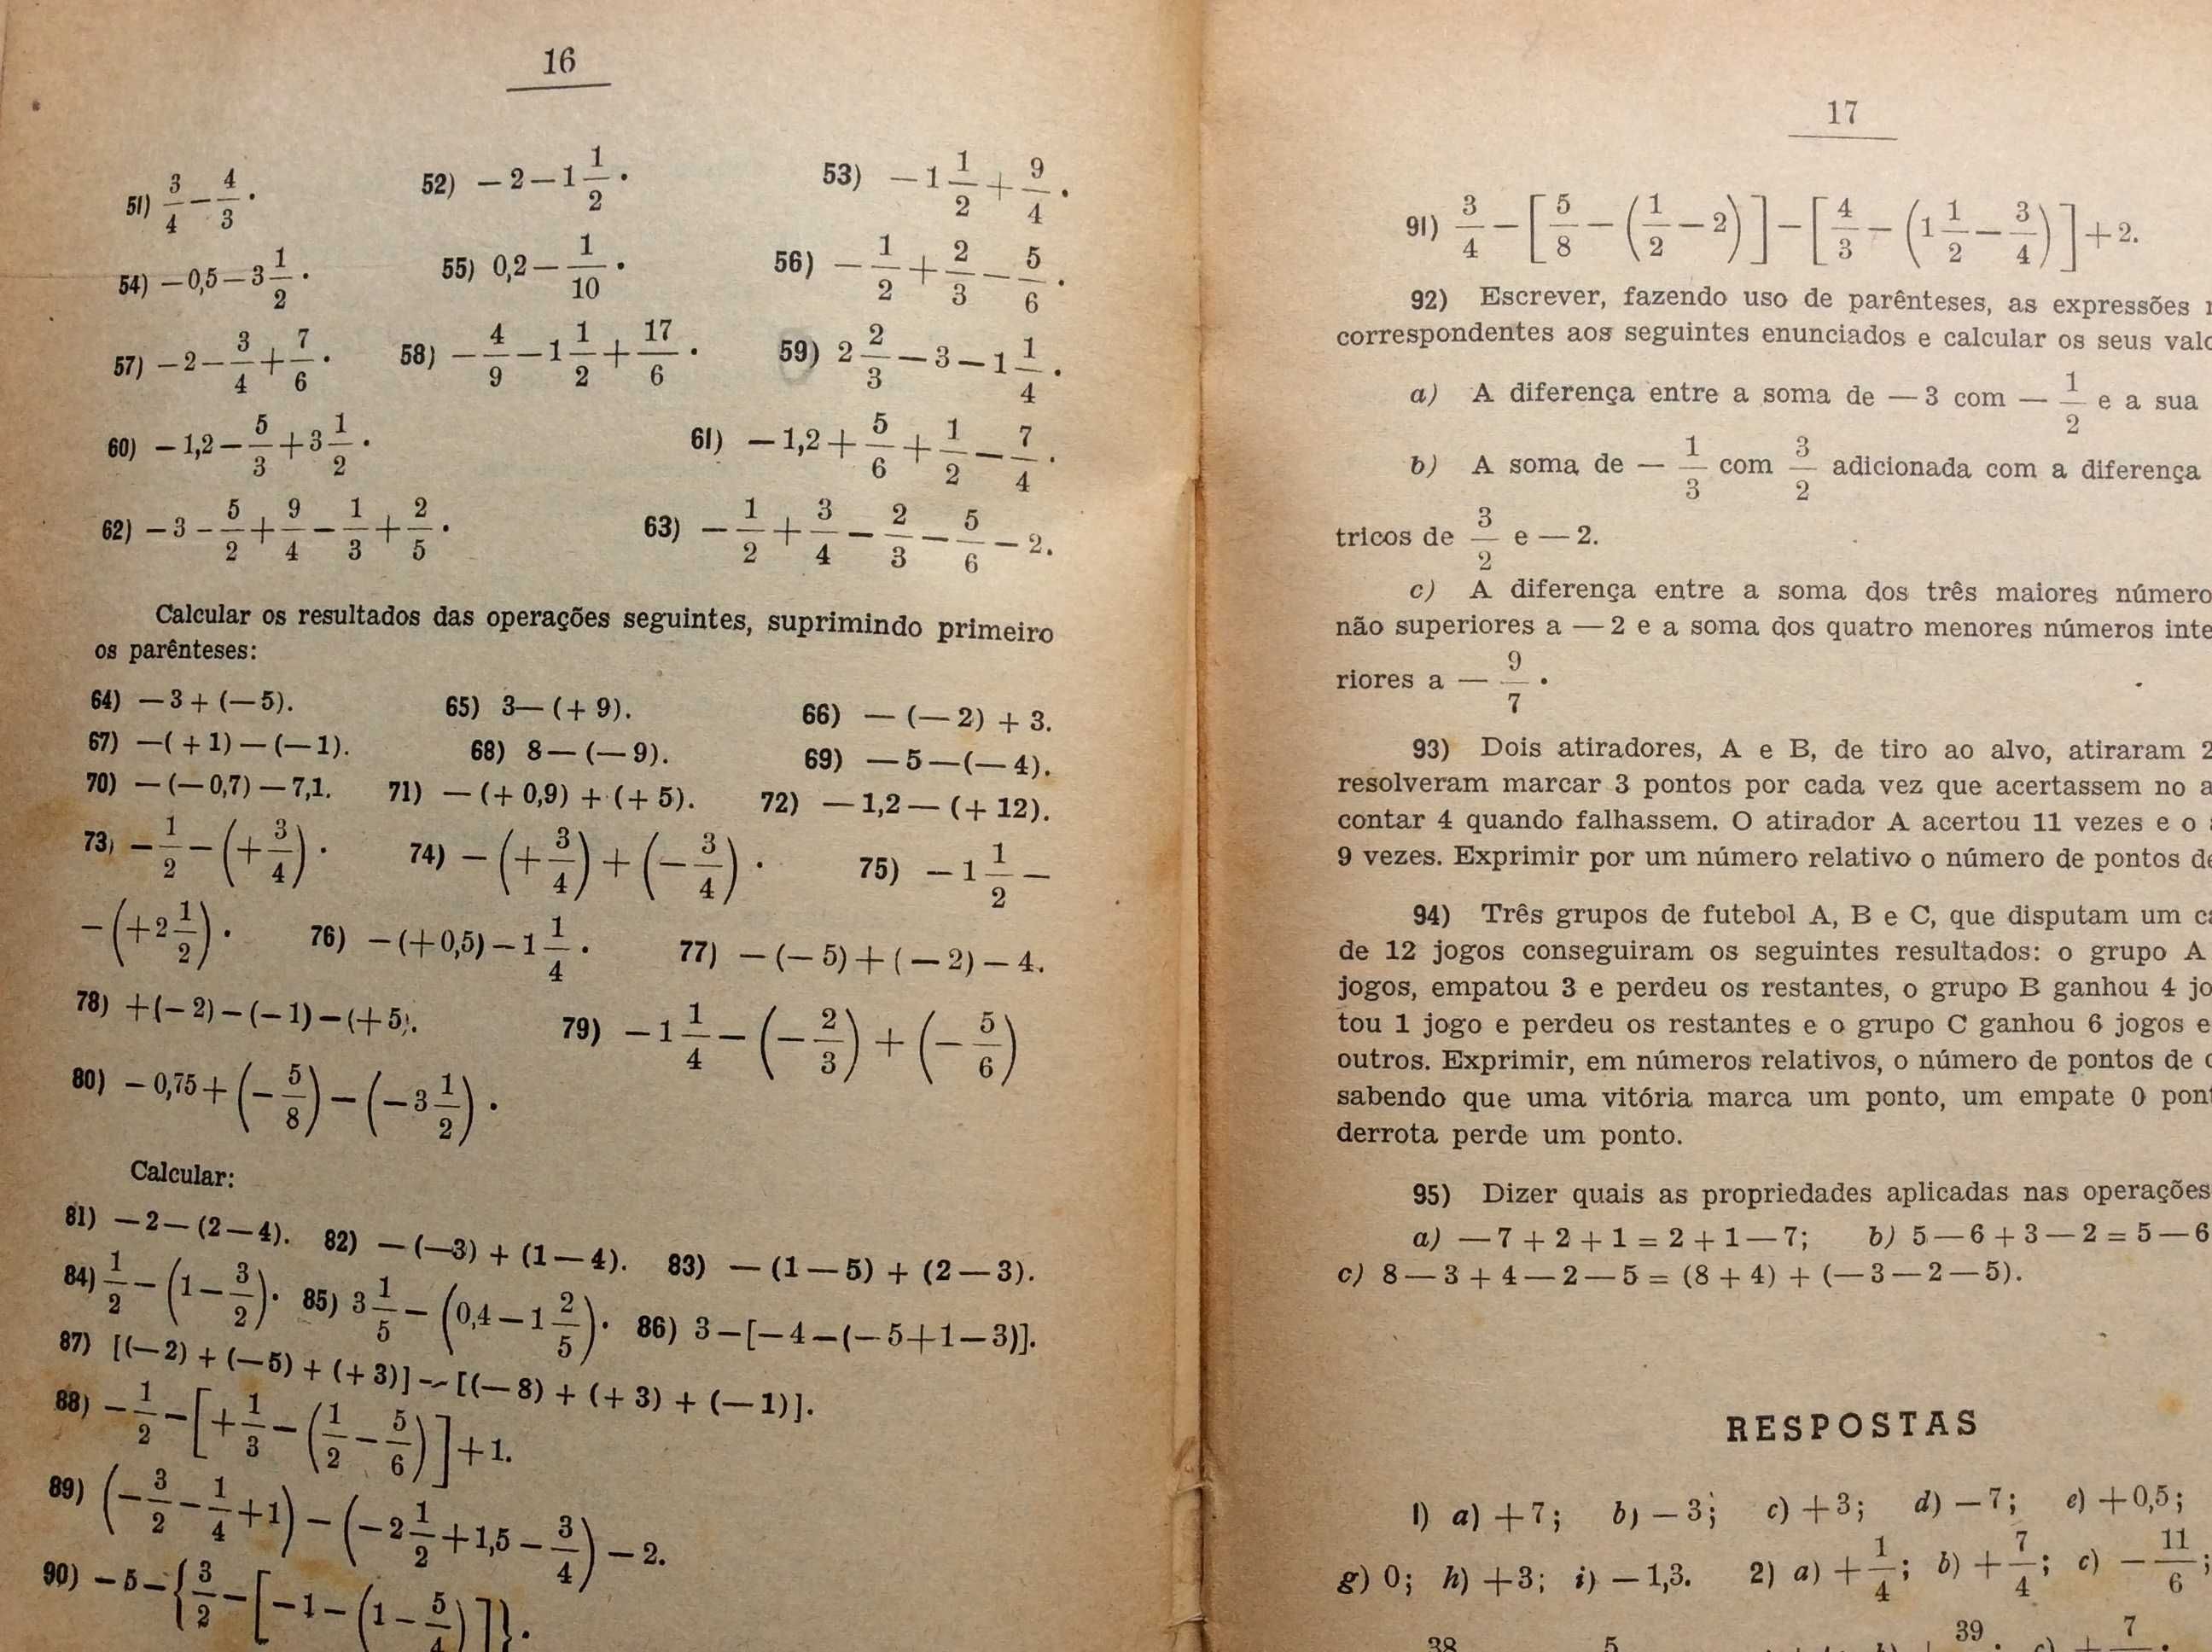 16
51) 3/4 − 4/3 · 52) − 2 − 1 1/2 · 53) − 1 1/2 + 9/4 ·
54) − 0,5 − 3 1/2 · 55) 0,2 − 1/10 · 56) − 1/2 + 2/3 − 5/6 ·
57) − 2 − 3/4 + 7/6 · 58) − 4/9 − 1 1/2 + 17/6 · 59) 2 2/3 − 3 − 1 1/4 ·
60) − 1,2 − 5/3 + 3 1/2 · 61) − 1,2 + 5/6 + 1/2 − 7/4 ·
62) − 3 − 5/2 + 9/4 − 1/3 + 2/5 · 63) − 1/2 + 3/4 − 2/3 − 5/6 − 2.
Calcular os resultados das operações seguintes, suprimindo primeiro
os parênteses:
64) − 3 + (− 5). 65) 3 − (+ 9). 66) − (− 2) + 3.
67) − (+ 1) − (− 1). 68) 8 − (− 9). 69) − 5 − (− 4).
70) − (− 0,7) − 7,1. 71) − (+ 0,9) + (+ 5). 72) − 1,2 − (+ 12).
73) − 1/2 − (+ 3/4) · 74) − (+ 3/4) + (− 3/4) · 75) − 1 1/2 −
− (+ 2 1/2) · 76) − (+ 0,5) − 1 1/4 · 77) − (− 5) + (− 2) − 4.
78) + (− 2) − (− 1) − (+ 5). 79) − 1 1/4 − (− 2/3) + (− 5/6)
80) − 0,75 + (− 5/8) − (− 3 1/2) ·
Calcular:
81) − 2 − (2 − 4). 82) − (−3) + (1 − 4). 83) − (1 − 5) + (2 − 3).
84) 1/2 − (1 − 3/2) · 85) 3 1/5 − (0,4 − 1 2/5) · 86) 3 − [− 4 − (− 5 + 1 − 3)].
87) [(− 2) + (− 5) + (+ 3)] − [(− 8) + (+ 3) + (− 1)].
88) − 1/2 − [+ 1/3 − (1/2 − 5/6)] + 1.
89) (− 3/2 − 1/4 + 1) − (− 2 1/2 + 1,5 − 3/4) − 2.
90) − 5 − {3/2 − [− 1 − (1 − 5/4)]} ·
17
91) 3/4 − [5/8 − (1/2 − 2)] − [4/3 − (1 1/2 − 3/4)] + 2.
92) Escrever, fazendo uso de parênteses, as expressões
correspondentes aos seguintes enunciados e calcular os seus
a) A diferença entre a soma de − 3 com − 1/2 e a sua
b) A soma de − 1/3 com 3/2 adicionada com a diferença
tricos de 3/2 e − 2.
c) A diferença entre a soma dos três maiores número
não superiores a − 2 e a soma dos quatro menores números inte
riores a − 9/7 ·
93) Dois atiradores, A e B, de tiro ao alvo, atiraram 2
resolveram marcar 3 pontos por cada vez que acertassem no a
contar 4 quando falhassem. O atirador A acertou 11 vezes e o
9 vezes. Exprimir por um número relativo o número de pontos de
94) Três grupos de futebol A, B e C, que disputam um ca
de 12 jogos conseguiram os seguintes resultados: o grupo A
jogos, empatou 3 e perdeu os restantes, o grupo B ganhou 4 jo
tou 1 jogo e perdeu os restantes e o grupo C ganhou 6 jogos e
outros. Exprimir, em números relativos, o número de pontos de
sabendo que uma vitória marca um ponto, um empate 0 pont
derrota perde um ponto.
95) Dizer quais as propriedades aplicadas nas operações
a) − 7 + 2 + 1 = 2 + 1 − 7; b) 5 − 6 + 3 − 2 = 5 − 6
c) 8 − 3 + 4 − 2 − 5 = (8 + 4) + (− 3 − 2 − 5).
RESPOSTAS
1) a) + 7; b) − 3; c) + 3; d) − 7; e) + 0,5;
g) 0; h) + 3; i) − 1,3. 2) a) + 1/4; b) + 7/4; c) − 11/6;
38 5 39 7